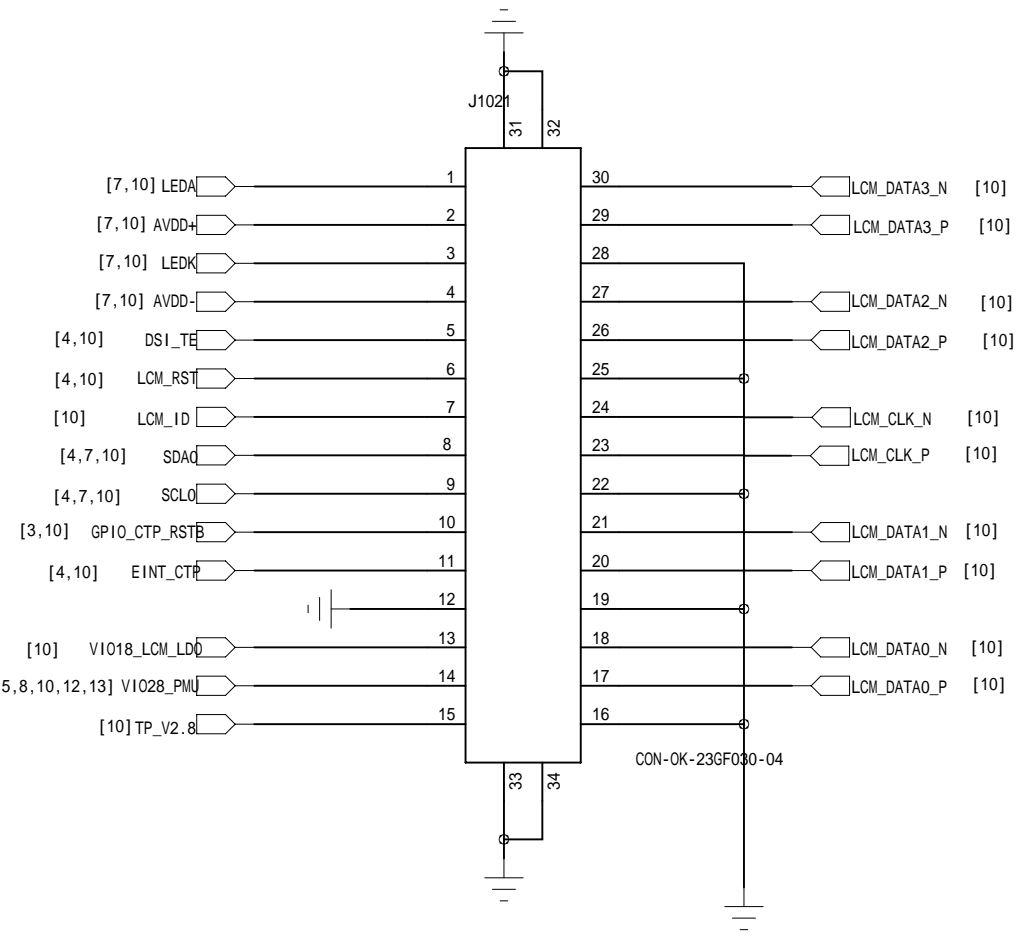 J1021
31 32
[7,10] LEDA 1 30 LCM_DATA3_N [10]
[7,10] AVDD+ 2 29 LCM_DATA3_P [10]
[7,10] LEDK 3 28
[7,10] AVDD- 4 27 LCM_DATA2_N [10]
[4,10] DSI_TE 5 26 LCM_DATA2_P [10]
[4,10] LCM_RST 6 25
[10] LCM_ID 7 24 LCM_CLK_N [10]
[4,7,10] SDA0 8 23 LCM_CLK_P [10]
[4,7,10] SCL0 9 22
[3,10] GPIO_CTP_RSTB 10 21 LCM_DATA1_N [10]
[4,10] EINT_CTP 11 20 LCM_DATA1_P [10]
12 19
[10] VIO18_LCM_LDO 13 18 LCM_DATA0_N [10]
5,8,10,12,13] VIO28_PMU 14 17 LCM_DATA0_P [10]
[10] TP_V2.8 15 16
CON-OK-23GF030-04
33 34